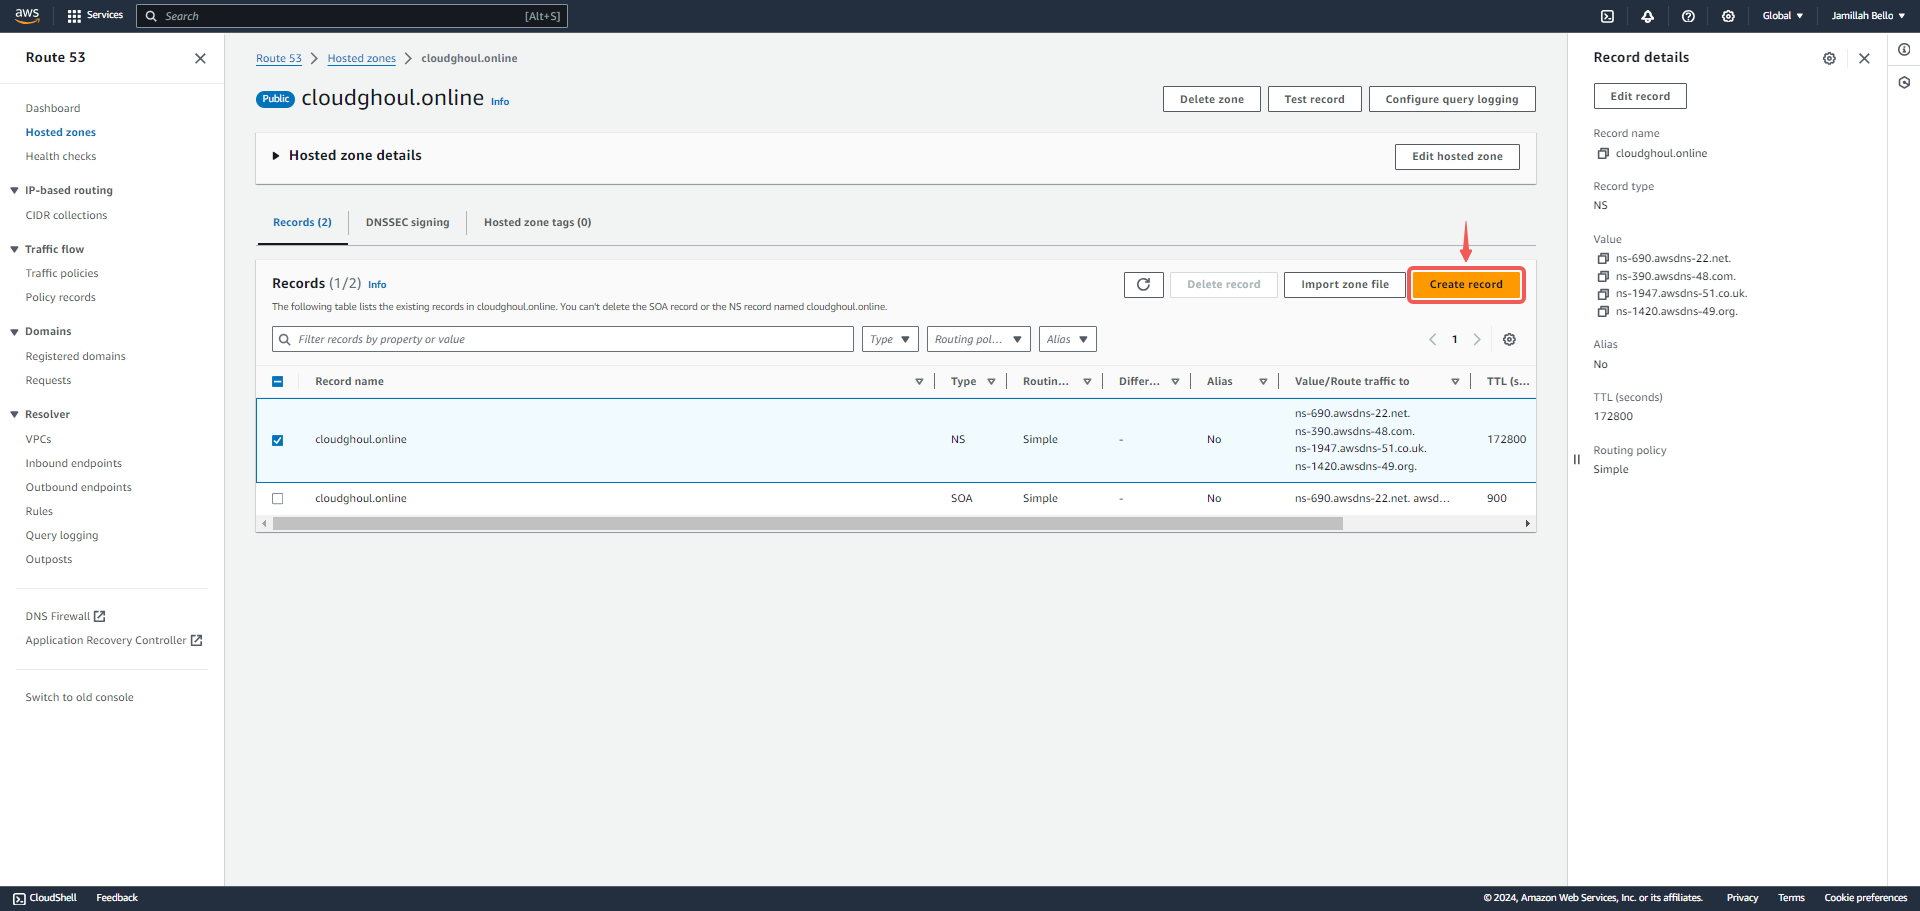 aws
Services
Search
[Alt+S]
Global
Jamillah Bello
Route 53
Dashboard
Hosted zones
Health checks
IP-based routing
CIDR collections
Traffic flow
Traffic policies
Policy records
Domains
Registered domains
Requests
Resolver
VPCs
Inbound endpoints
Outbound endpoints
Rules
Query logging
Outposts
DNS Firewall
Application Recovery Controller
Switch to old console
Route 53 > Hosted zones > cloudghoul.online
Public cloudghoul.online Info
Delete zone
Test record
Configure query logging
Hosted zone details
Edit hosted zone
Records (2)
DNSSEC signing
Hosted zone tags (0)
Records (1/2) Info
Delete record
Import zone file
Create record
The following table lists the existing records in cloudghoul.online. You can't delete the SOA record or the NS record named cloudghoul.online.
Filter records by property or value
Type
Routing pol...
Alias
1
Record name
Type
Routin...
Differ...
Alias
Value/Route traffic to
TTL (s...
cloudghoul.online
NS
Simple
-
No
ns-690.awsdns-22.net.
ns-390.awsdns-48.com.
ns-1947.awsdns-51.co.uk.
ns-1420.awsdns-49.org.
172800
cloudghoul.online
SOA
Simple
-
No
ns-690.awsdns-22.net. awsd...
900
Record details
Edit record
Record name
cloudghoul.online
Record type
NS
Value
ns-690.awsdns-22.net.
ns-390.awsdns-48.com.
ns-1947.awsdns-51.co.uk.
ns-1420.awsdns-49.org.
Alias
No
TTL (seconds)
172800
Routing policy
Simple
CloudShell
Feedback
© 2024, Amazon Web Services, Inc. or its affiliates.
Privacy
Terms
Cookie preferences